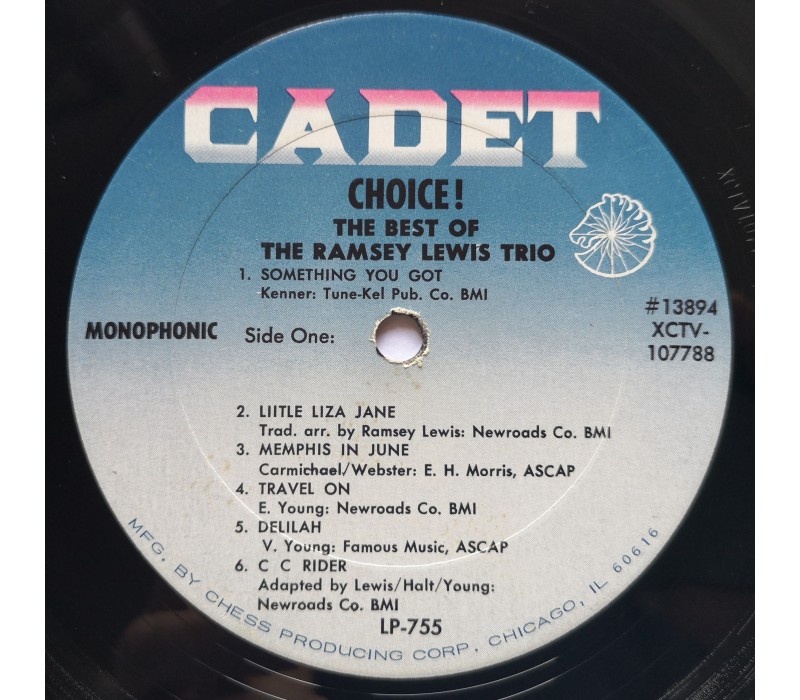 CADET
CHOICE!
THE BEST OF
THE RAMSEY LEWIS TRIO
1. SOMETHING YOU GOT
Kenner: Tune-Kel Pub. Co. BMI
MONOPHONIC
Side One:
#13894
XCTV-
107788
2. LIITLE LIZA JANE
Trad. arr. by Ramsey Lewis: Newroads Co. BMI
3. MEMPHIS IN JUNE
Carmichael/Webster: E. H. Morris, ASCAP
4. TRAVEL ON
E. Young: Newroads Co. BMI
5. DELILAH
V. Young: Famous Music, ASCAP
6. C C RIDER
Adapted by Lewis/Halt/Young:
Newroads Co. BMI
LP-755
MFG. BY CHESS PRODUCING CORP., CHICAGO, IL 60616